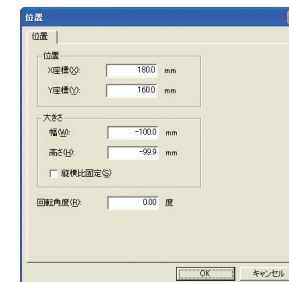 位置
位置
位置
X座標(X): 180.0 mm
Y座標(Y): 160.0 mm
大きさ
幅(W): -100.0 mm
高さ(H): -99.9 mm
縦横比固定(S)
回転角度(R): 0.00 度
OK キャンセル